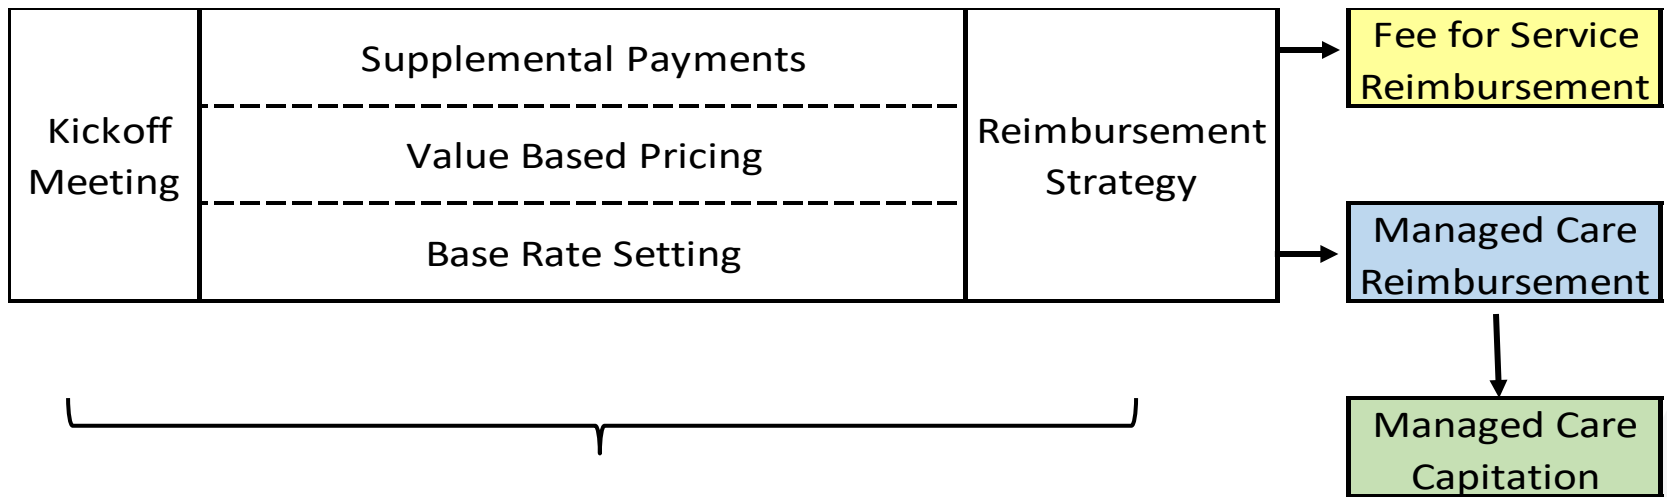 Kickoff
Meeting
Supplemental Payments
Value Based Pricing
Base Rate Setting
Reimbursement
Strategy
Fee for Service
Reimbursement
Managed Care
Reimbursement
Managed Care
Capitation